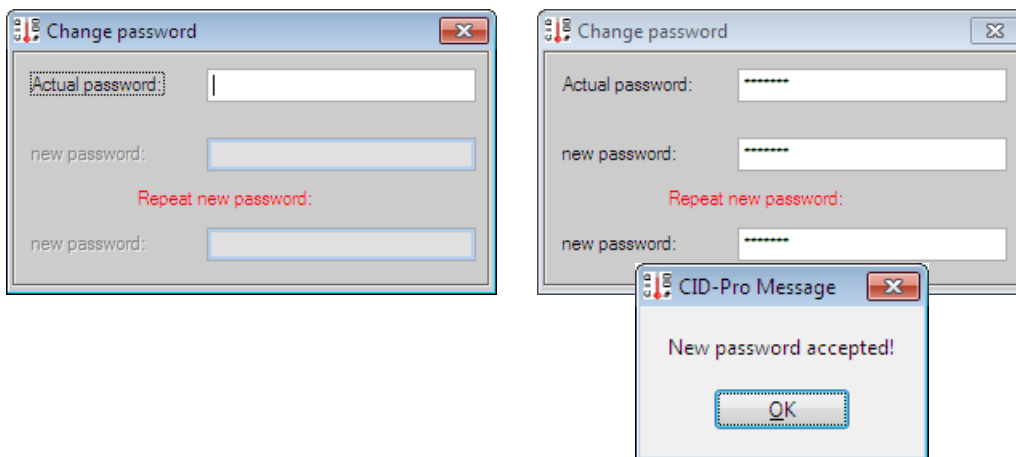 Change password
Actual password:
new password:
Repeat new password:
new password:
Change password
Actual password: *******
new password: *******
Repeat new password:
new password: *******
CID-Pro Message
New password accepted!
OK